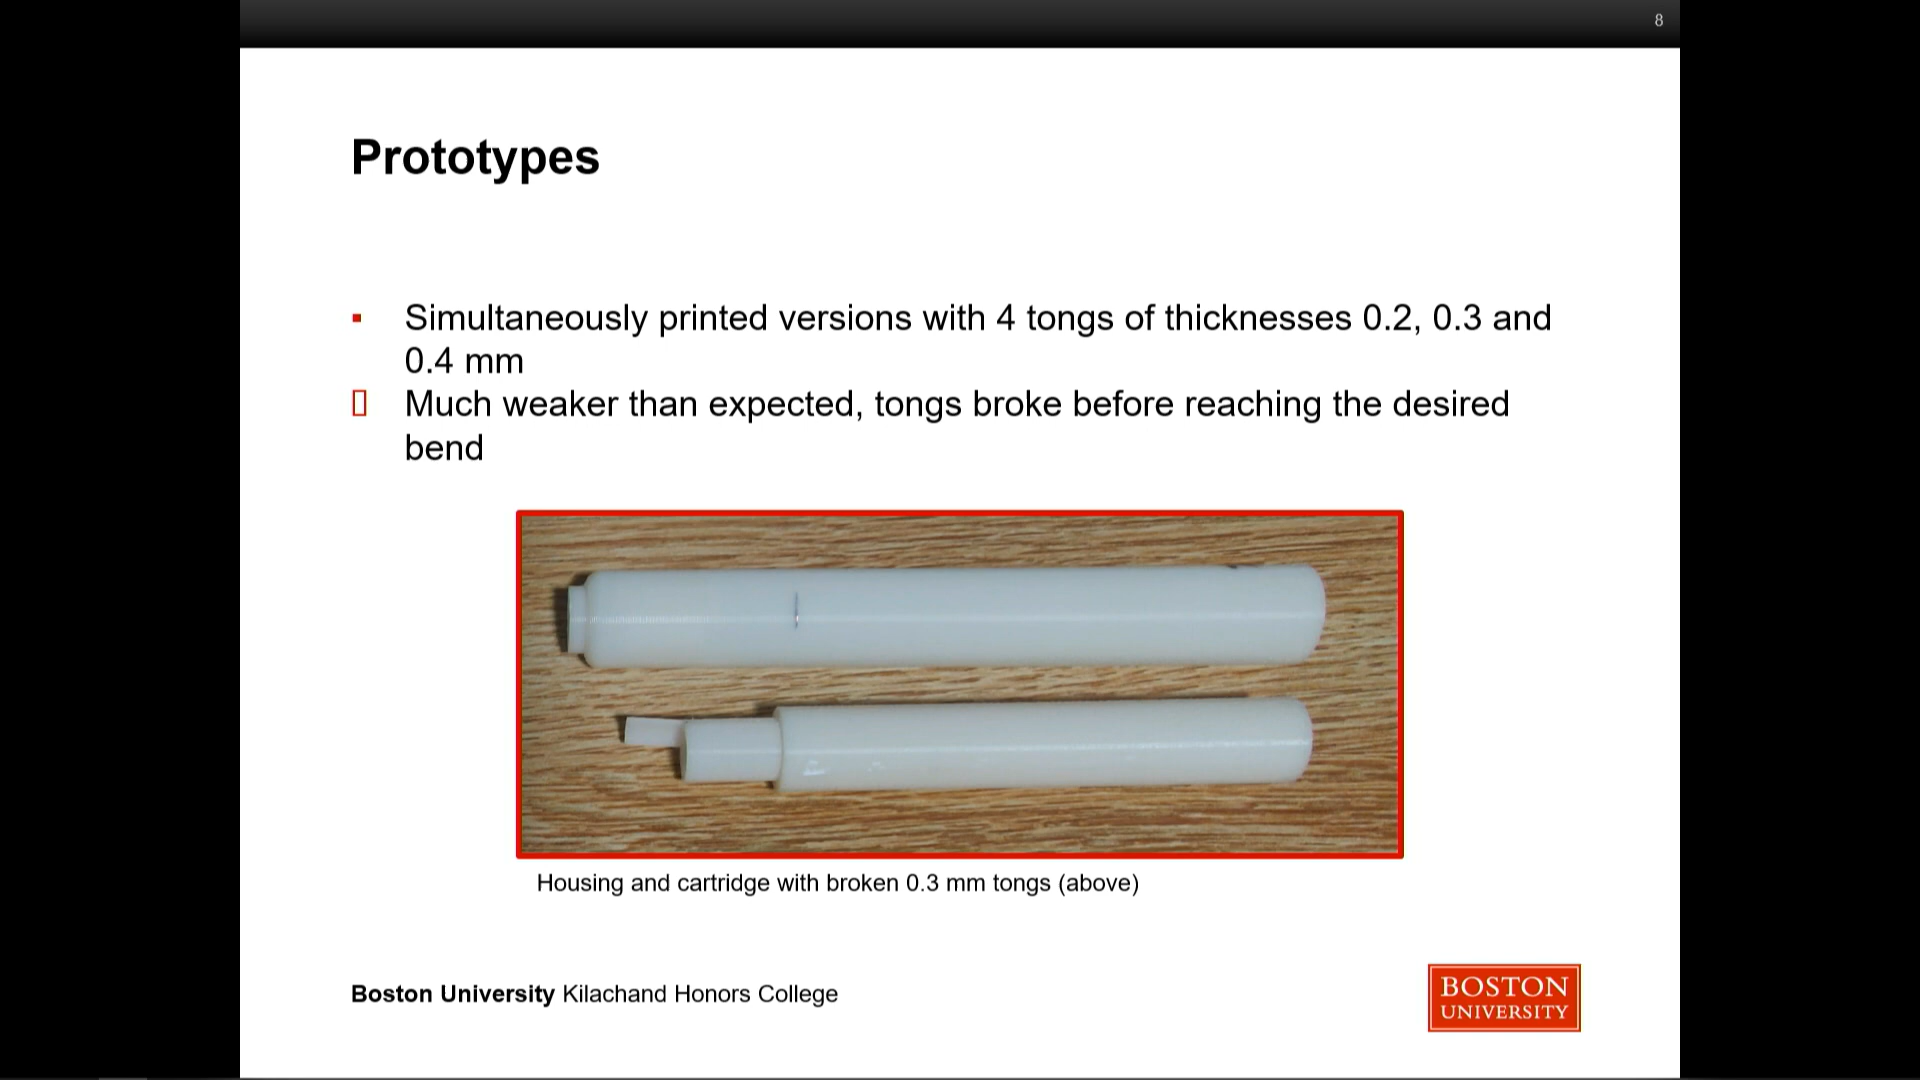 8
Prototypes
▪ Simultaneously printed versions with 4 tongs of thicknesses 0.2, 0.3 and
0.4 mm
Much weaker than expected, tongs broke before reaching the desired
bend
Housing and cartridge with broken 0.3 mm tongs (above)
Boston University Kilachand Honors College
BOSTON
UNIVERSITY